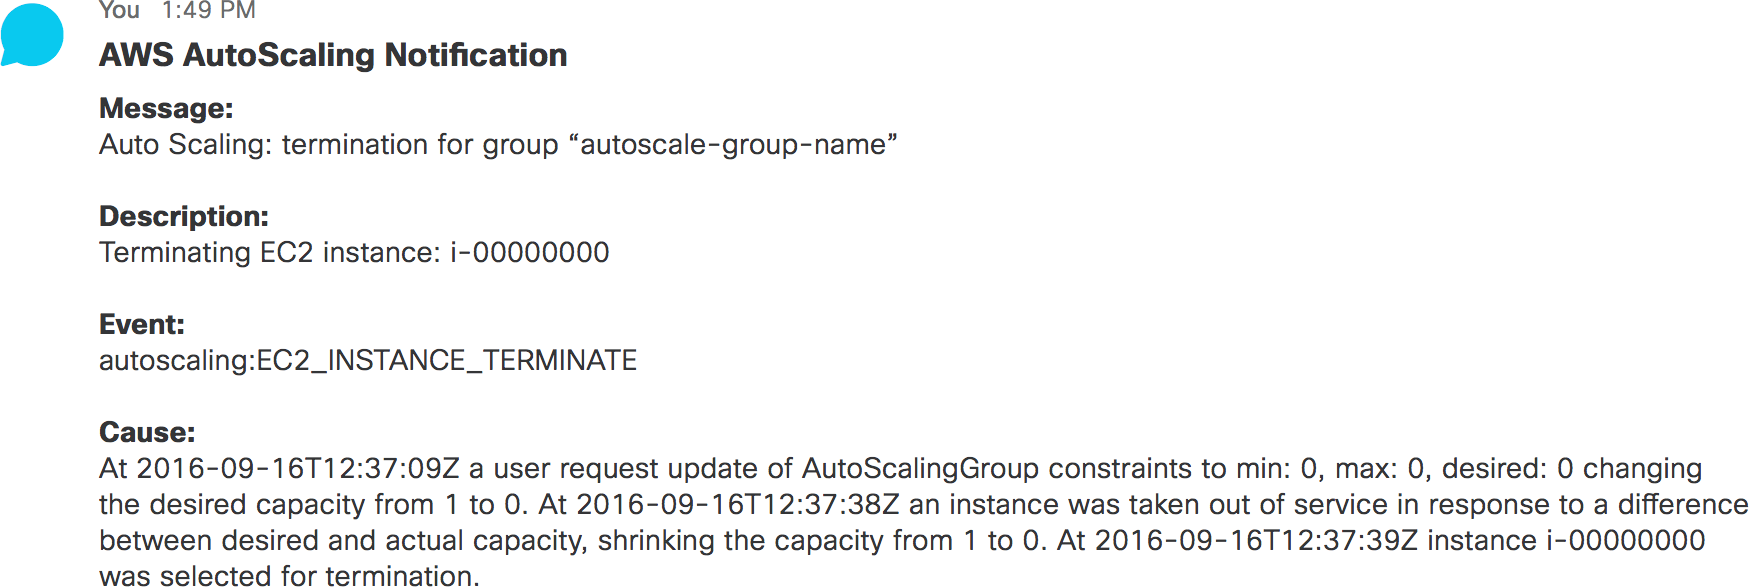 You 1:49 PM
AWS AutoScaling Notification
Message:
Auto Scaling: termination for group “autoscale-group-name”
Description:
Terminating EC2 instance: i-00000000
Event:
autoscaling:EC2_INSTANCE_TERMINATE
Cause:
At 2016-09-16T12:37:09Z a user request update of AutoScalingGroup constraints to min: 0, max: 0, desired: 0 changing
the desired capacity from 1 to 0. At 2016-09-16T12:37:38Z an instance was taken out of service in response to a difference
between desired and actual capacity, shrinking the capacity from 1 to 0. At 2016-09-16T12:37:39Z instance i-00000000
was selected for termination.